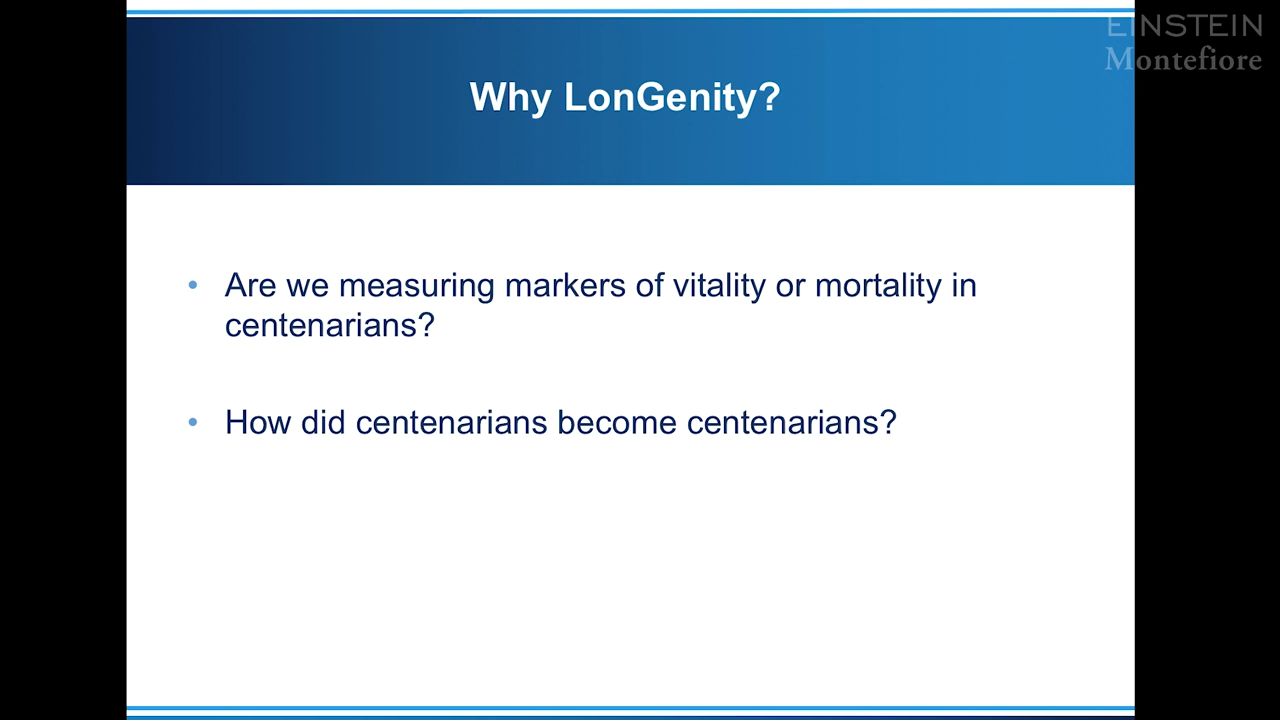 EINSTEIN
Montefiore
Why LonGenity?
• Are we measuring markers of vitality or mortality in
centenarians?
• How did centenarians become centenarians?